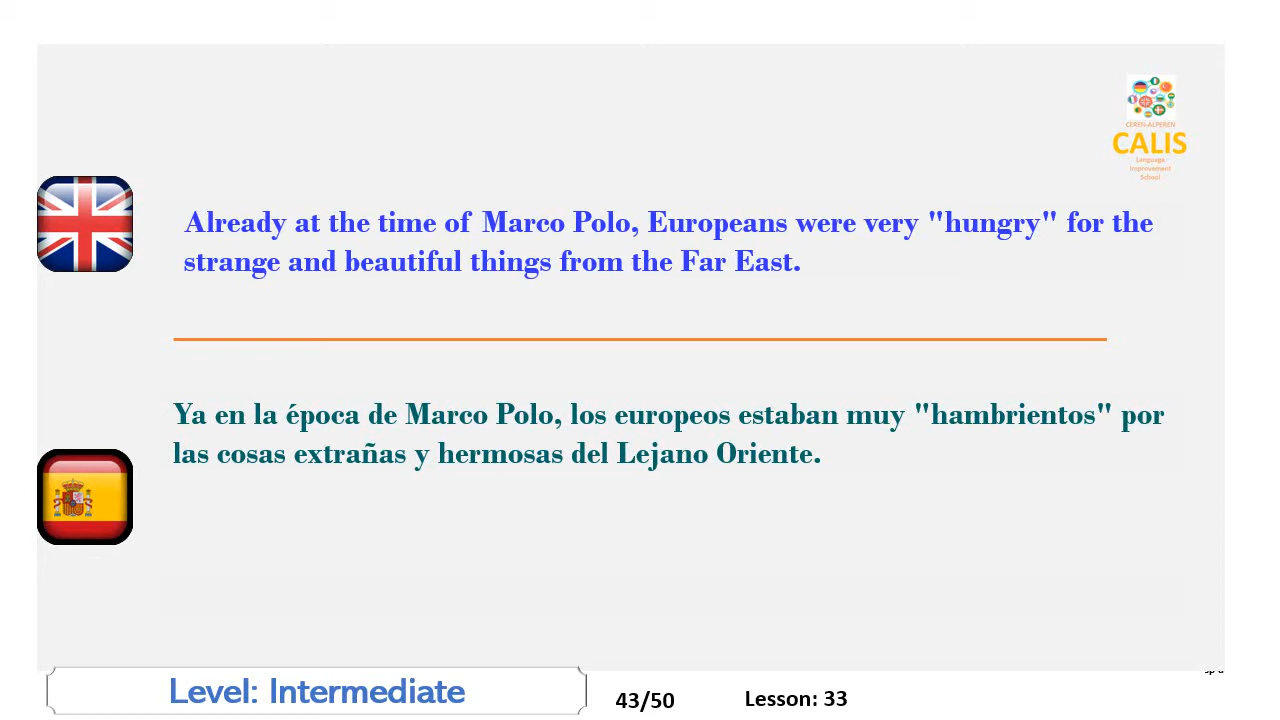 CEREN-ALPEREN
CALIS
Language
Improvement
School
Already at the time of Marco Polo, Europeans were very "hungry" for the
strange and beautiful things from the Far East.
Ya en la época de Marco Polo, los europeos estaban muy "hambrientos" por
las cosas extrañas y hermosas del Lejano Oriente.
Level: Intermediate
43/50
Lesson: 33